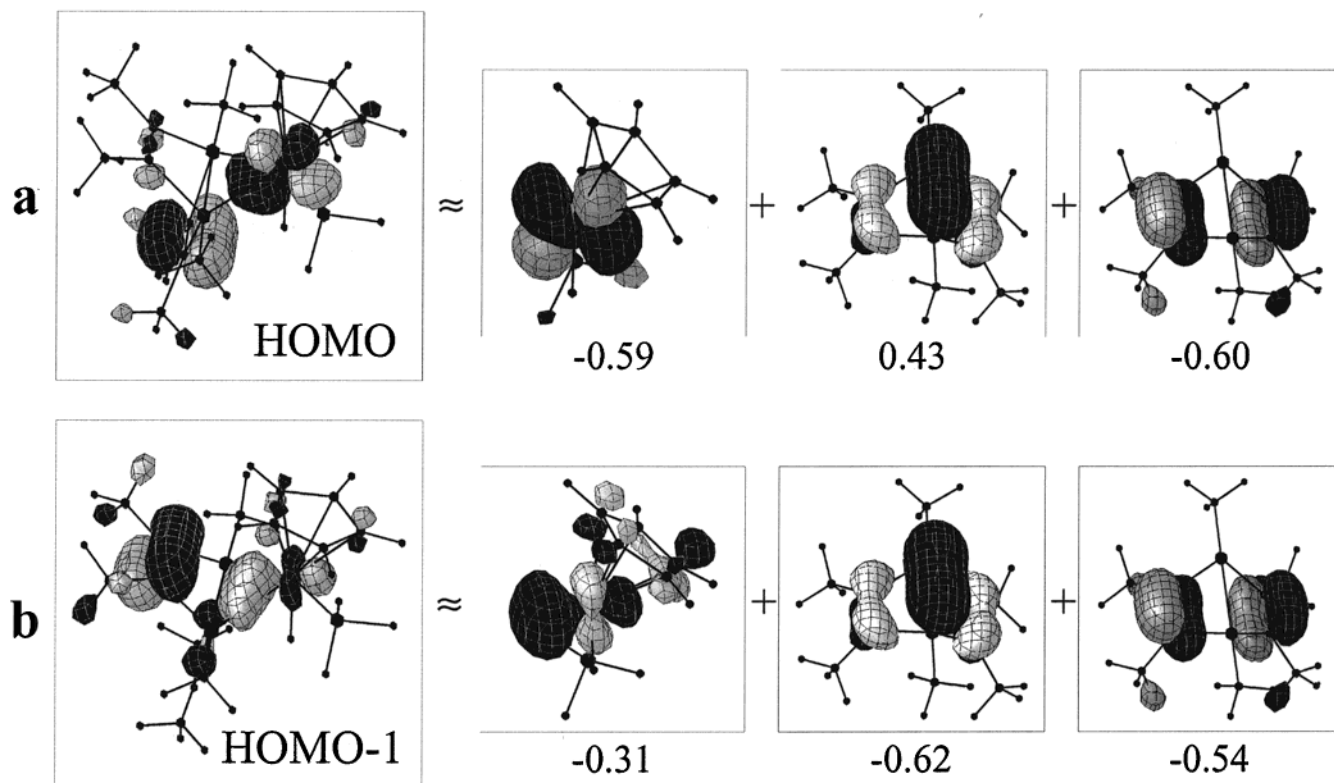 a
HOMO
≈ + +
-0.59 0.43 -0.60
b
HOMO-1
≈ + +
-0.31 -0.62 -0.54